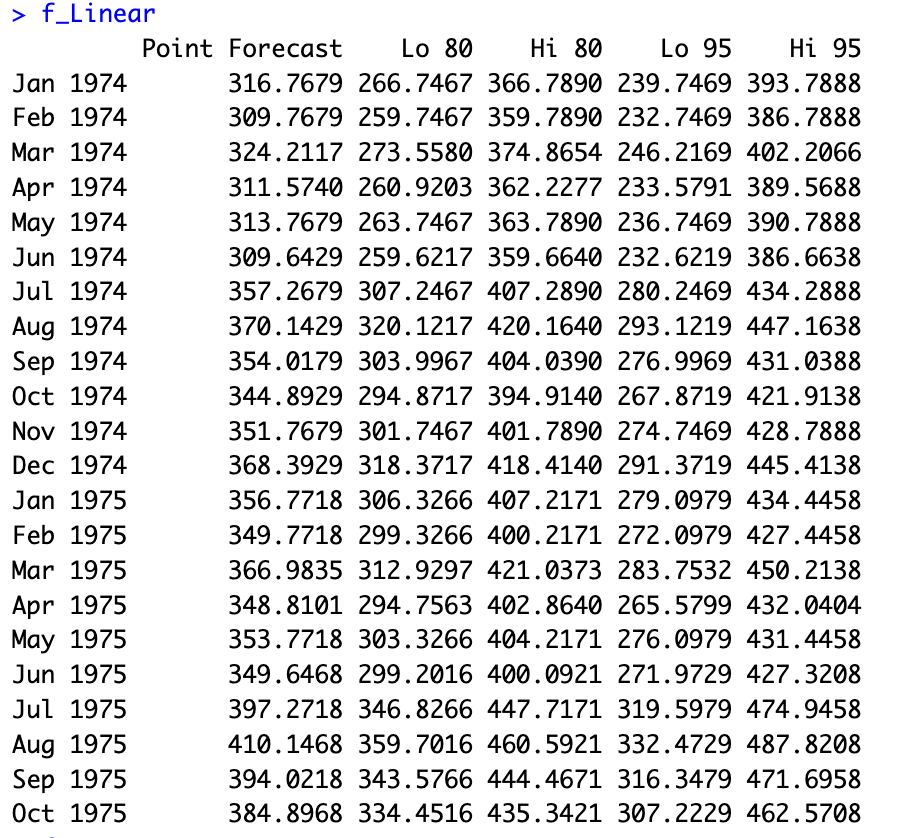 > f_Linear
Point Forecast Lo 80 Hi 80 Lo 95 Hi 95
Jan 1974 316.7679 266.7467 366.7890 239.7469 393.7888
Feb 1974 309.7679 259.7467 359.7890 232.7469 386.7888
Mar 1974 324.2117 273.5580 374.8654 246.2169 402.2066
Apr 1974 311.5740 260.9203 362.2277 233.5791 389.5688
May 1974 313.7679 263.7467 363.7890 236.7469 390.7888
Jun 1974 309.6429 259.6217 359.6640 232.6219 386.6638
Jul 1974 357.2679 307.2467 407.2890 280.2469 434.2888
Aug 1974 370.1429 320.1217 420.1640 293.1219 447.1638
Sep 1974 354.0179 303.9967 404.0390 276.9969 431.0388
Oct 1974 344.8929 294.8717 394.9140 267.8719 421.9138
Nov 1974 351.7679 301.7467 401.7890 274.7469 428.7888
Dec 1974 368.3929 318.3717 418.4140 291.3719 445.4138
Jan 1975 356.7718 306.3266 407.2171 279.0979 434.4458
Feb 1975 349.7718 299.3266 400.2171 272.0979 427.4458
Mar 1975 366.9835 312.9297 421.0373 283.7532 450.2138
Apr 1975 348.8101 294.7563 402.8640 265.5799 432.0404
May 1975 353.7718 303.3266 404.2171 276.0979 431.4458
Jun 1975 349.6468 299.2016 400.0921 271.9729 427.3208
Jul 1975 397.2718 346.8266 447.7171 319.5979 474.9458
Aug 1975 410.1468 359.7016 460.5921 332.4729 487.8208
Sep 1975 394.0218 343.5766 444.4671 316.3479 471.6958
Oct 1975 384.8968 334.4516 435.3421 307.2229 462.5708